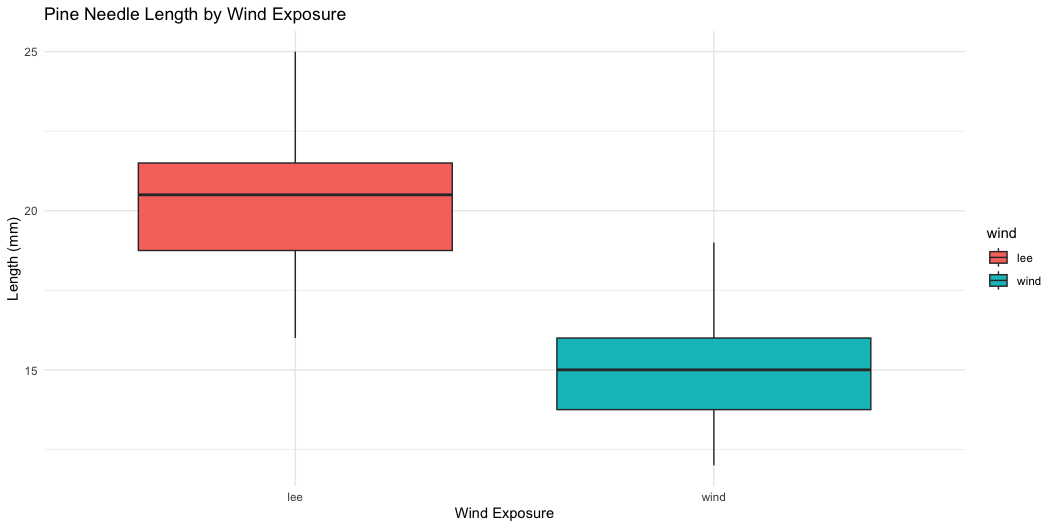 Pine Needle Length by Wind Exposure
25
20
15
Length (mm)
lee
wind
Wind Exposure
wind
lee
wind